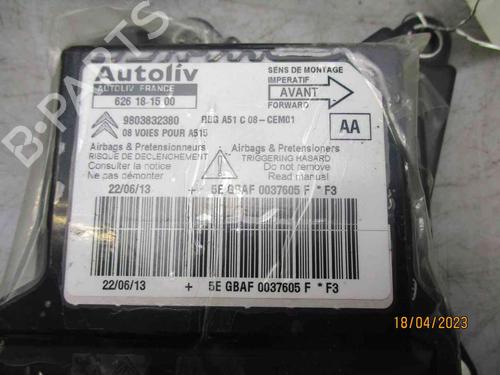 B-PARTS
Autoliv
AUTOLIV FRANCE
626 18 15 00
9803832380
08 VOIES POUR A515
SENS DE MONTAGE
IMPERATIF
AVANT
FORWARD
RBG A51 C 08-CEM01
AA
Airbags & Pretensionneurs
RISQUE DE DECLENCHEMENT
Consulter la notice
Ne pas démonter
Airbags & Pretensioners
TRIGGERING HASARD
Do not remove
Read manual
22/06/13 + 5E GBAF 0037605 F *F3
22/06/13 + 5E GBAF 0037605 F *F3
18/04/2023